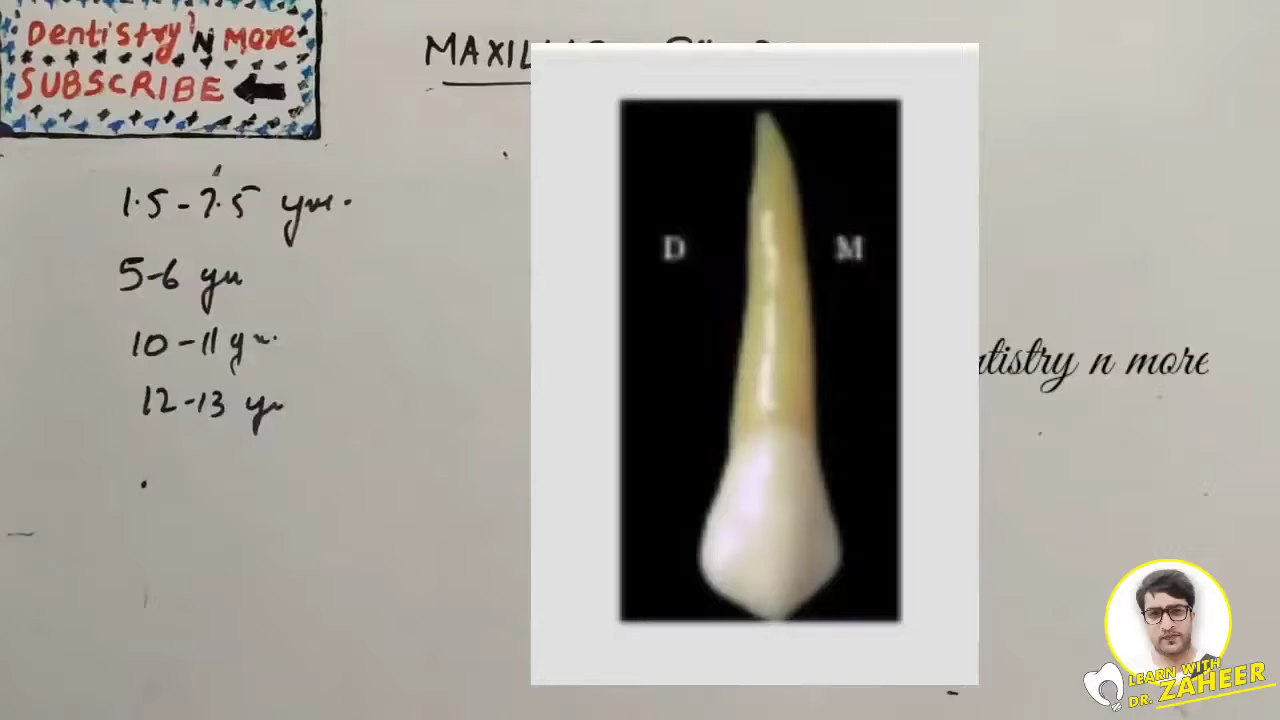 Dentistry'N More
SUBSCRIBE
MAXIL
1.5 - 2.5 yrs.
5-6 yrs
10-11 yrs.
12-13 yrs
D
M
tistry n more
LEARN WITH
DR. ZAHEER